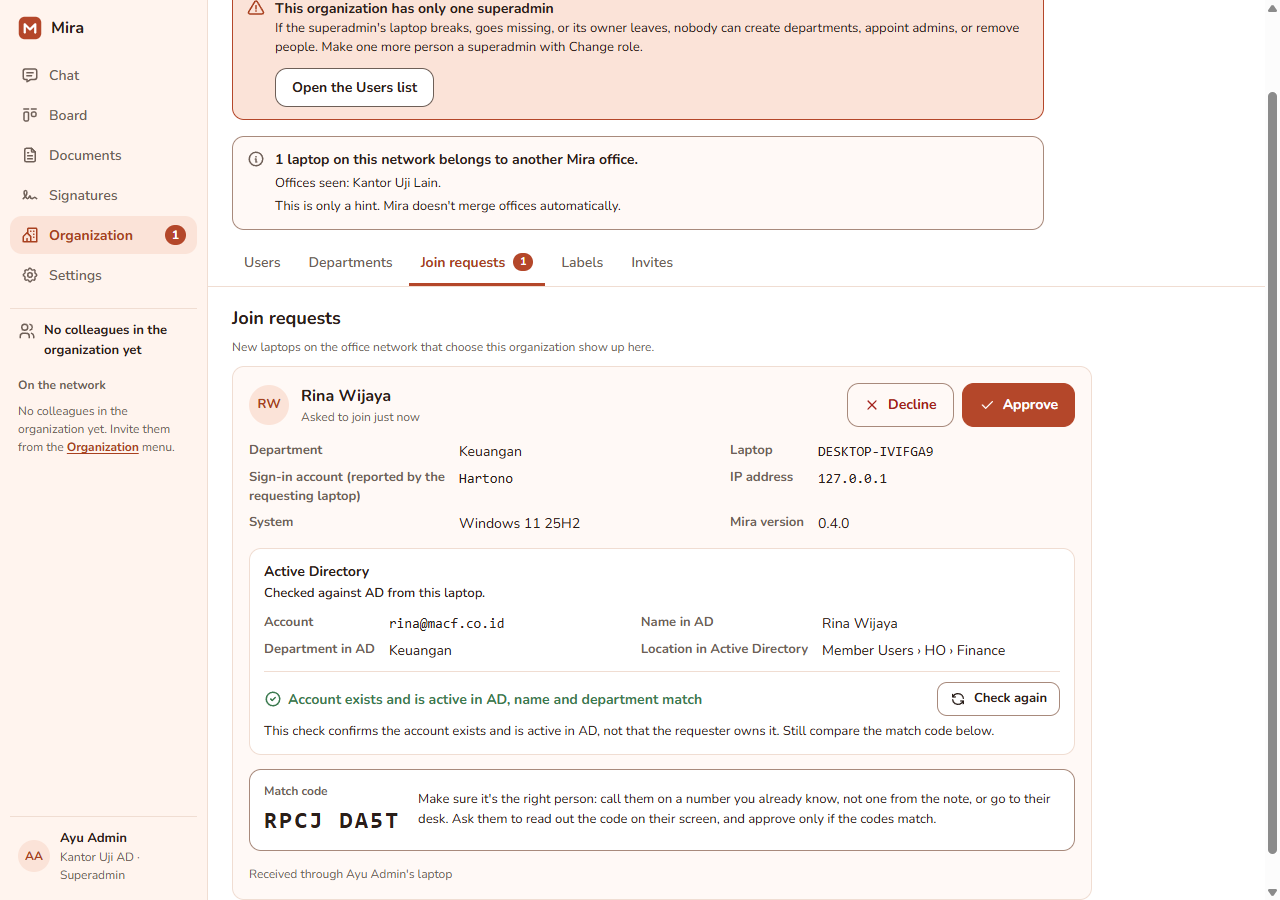 Mira
Chat
Board
Documents
Signatures
Organization 1
Settings
No colleagues in the
organization yet
On the network
No colleagues in the
organization yet. Invite them
from the Organization menu.
AA
Ayu Admin
Kantor Uji AD ·
Superadmin
This organization has only one superadmin
If the superadmin's laptop breaks, goes missing, or its owner leaves, nobody can create departments, appoint admins, or remove
people. Make one more person a superadmin with Change role.
Open the Users list
1 laptop on this network belongs to another Mira office.
Offices seen: Kantor Uji Lain.
This is only a hint. Mira doesn't merge offices automatically.
Users Departments Join requests 1 Labels Invites
Join requests
New laptops on the office network that choose this organization show up here.
RW
Rina Wijaya
Asked to join just now
Decline Approve
Department Keuangan Laptop DESKTOP-IVIFGA9
Sign-in account (reported by the
requesting laptop) Hartono IP address 127.0.0.1
System Windows 11 25H2 Mira version 0.4.0
Active Directory
Checked against AD from this laptop.
Account rina@macf.co.id Name in AD Rina Wijaya
Department in AD Keuangan Location in Active Directory Member Users › HO › Finance
Account exists and is active in AD, name and department match Check again
This check confirms the account exists and is active in AD, not that the requester owns it. Still compare the match code below.
Match code
RPCJ DA5T
Make sure it's the right person: call them on a number you already know, not one from the note, or go to their
desk. Ask them to read out the code on their screen, and approve only if the codes match.
Received through Ayu Admin's laptop